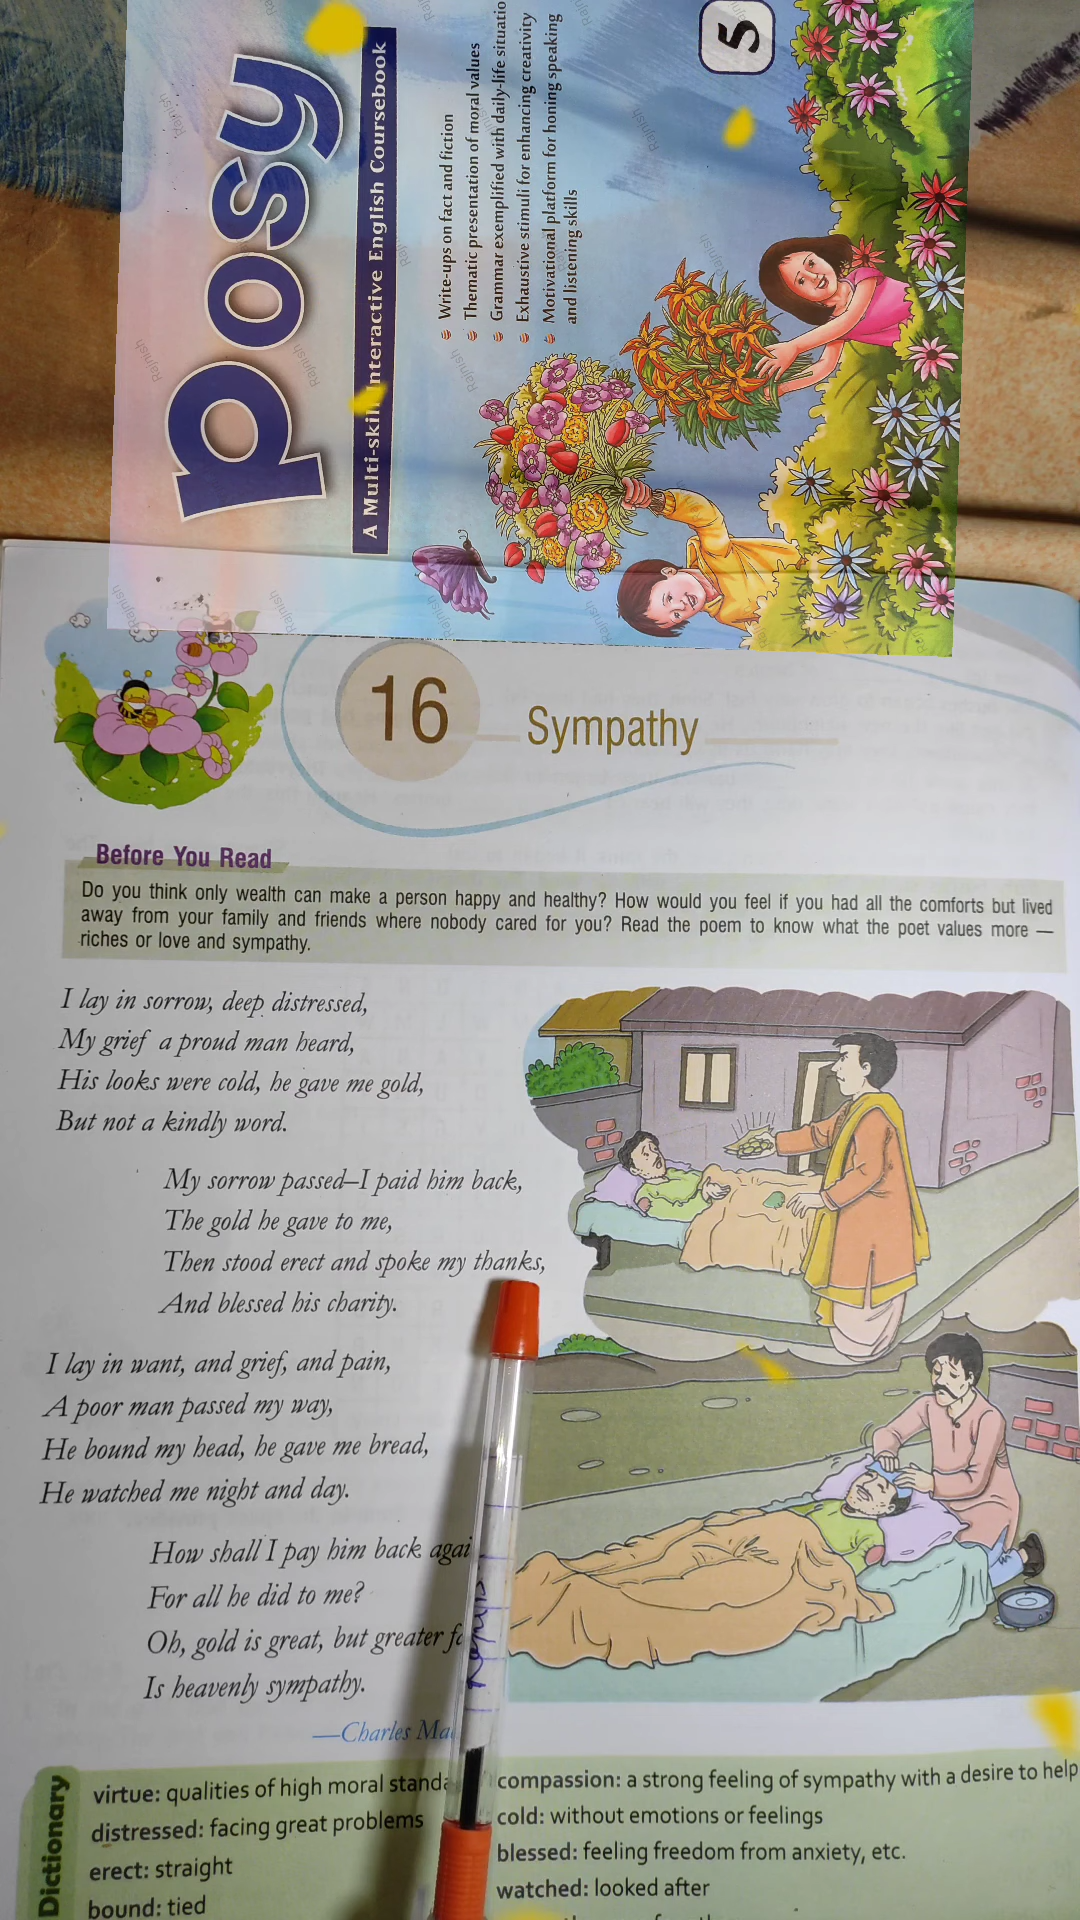 posy
A Multi-skill Interactive English Coursebook
Write-ups on fact and fiction
Thematic presentation of moral values
Grammar exemplified with daily-life situatio
Exhaustive stimuli for enhancing creativity
Motivational platform for honing speaking
and listening skills
5
Rajnish
16
Sympathy
Before You Read
Do you think only wealth can make a person happy and healthy? How would you feel if you had all the comforts but lived
away from your family and friends where nobody cared for you? Read the poem to know what the poet values more —
riches or love and sympathy.
I lay in sorrow, deep distressed,
My grief a proud man heard,
His looks were cold, he gave me gold,
But not a kindly word.
My sorrow passed–I paid him back,
The gold he gave to me,
Then stood erect and spoke my thanks,
And blessed his charity.
I lay in want, and grief, and pain,
A poor man passed my way,
He bound my head, he gave me bread,
He watched me night and day.
How shall I pay him back agai
For all he did to me?
Oh, gold is great, but greater fa
Is heavenly sympathy.
—Charles Mac
Dictionary
virtue: qualities of high moral standa
distressed: facing great problems
erect: straight
bound: tied
compassion: a strong feeling of sympathy with a desire to help
cold: without emotions or feelings
blessed: feeling freedom from anxiety, etc.
watched: looked after